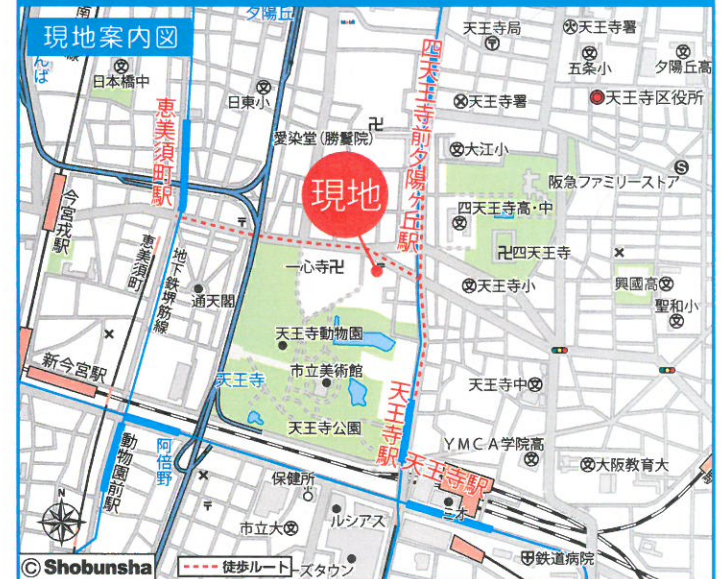 現地案内図
夕陽丘
天王寺局
天王寺署
日本橋中
五条小
夕陽丘高
日東小
天王寺署
天王寺区役所
恵美須町駅
愛染堂(勝鬘院)
四天王寺前夕陽ヶ丘駅
大江小
阪急ファミリーストア
現地
今宮戎駅
四天王寺高・中
恵美須町
地下鉄堺筋線
一心寺
四天王寺
通天閣
天王寺小
興國高
聖和小
天王寺動物園
新今宮駅
天王寺
市立美術館
天王寺中
天王寺公園
天王寺駅
天王寺駅
YMCA学院高
動物園前駅
阿倍野
保健所
大阪教育大
ミオ
N
市立大
ルシアス
© Shobunsha
徒歩ルート
ズタウン
鉄道病院